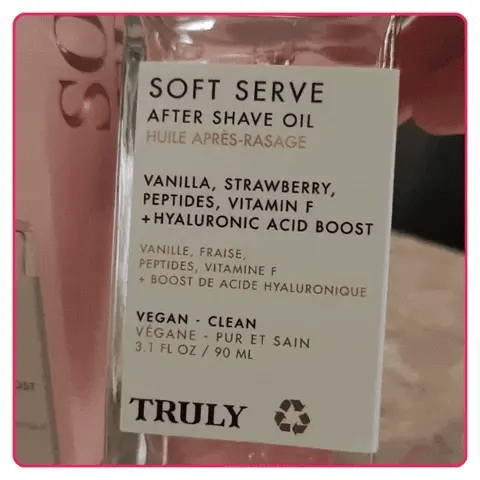 SOFT SERVE
AFTER SHAVE OIL
HUILE APRÈS-RASAGE
VANILLA, STRAWBERRY,
PEPTIDES, VITAMIN F
+HYALURONIC ACID BOOST
VANILLE, FRAISE,
PEPTIDES, VITAMINE F
+ BOOST DE ACIDE HYALURONIQUE
VEGAN - CLEAN
VÉGANE - PUR ET SAIN
3.1 FL OZ / 90 ML
TRULY
SO